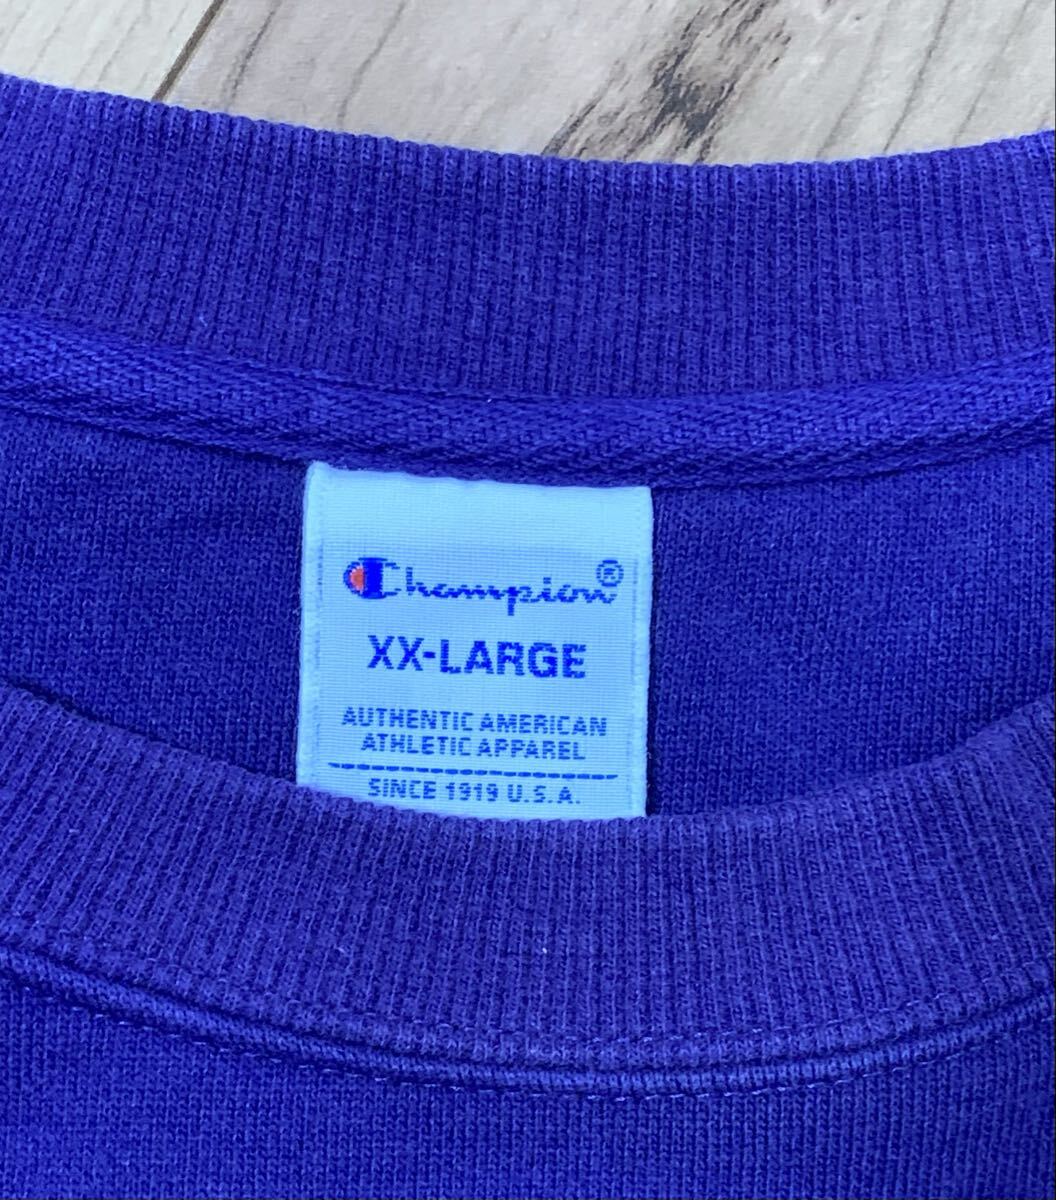 Champion®
XX-LARGE
AUTHENTIC AMERICAN
ATHLETIC APPAREL
SINCE 1919 U.S.A.